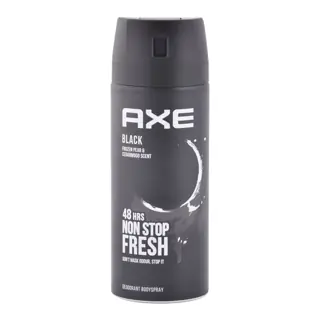 AXE
BLACK
FROZEN PEAR &
CEDARWOOD SCENT
48 HRS
NON STOP
FRESH
DON'T MASK ODOUR, STOP IT
DEODORANT BODYSPRAY